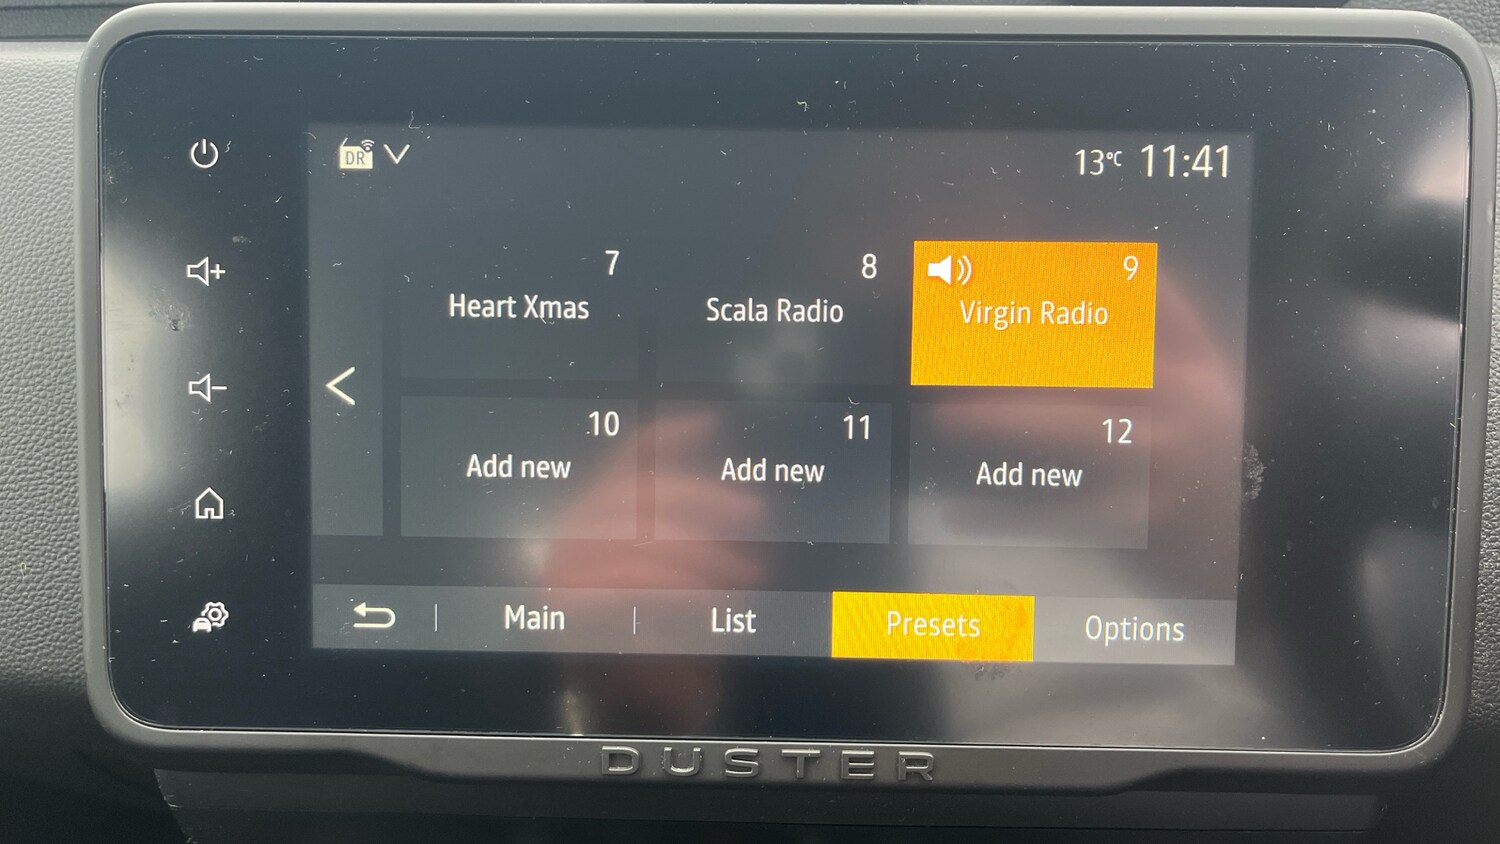 DR
13°C 11:41
7
Heart Xmas
8
Scala Radio
9
Virgin Radio
10
Add new
11
Add new
12
Add new
Main
List
Presets
Options
DUSTER